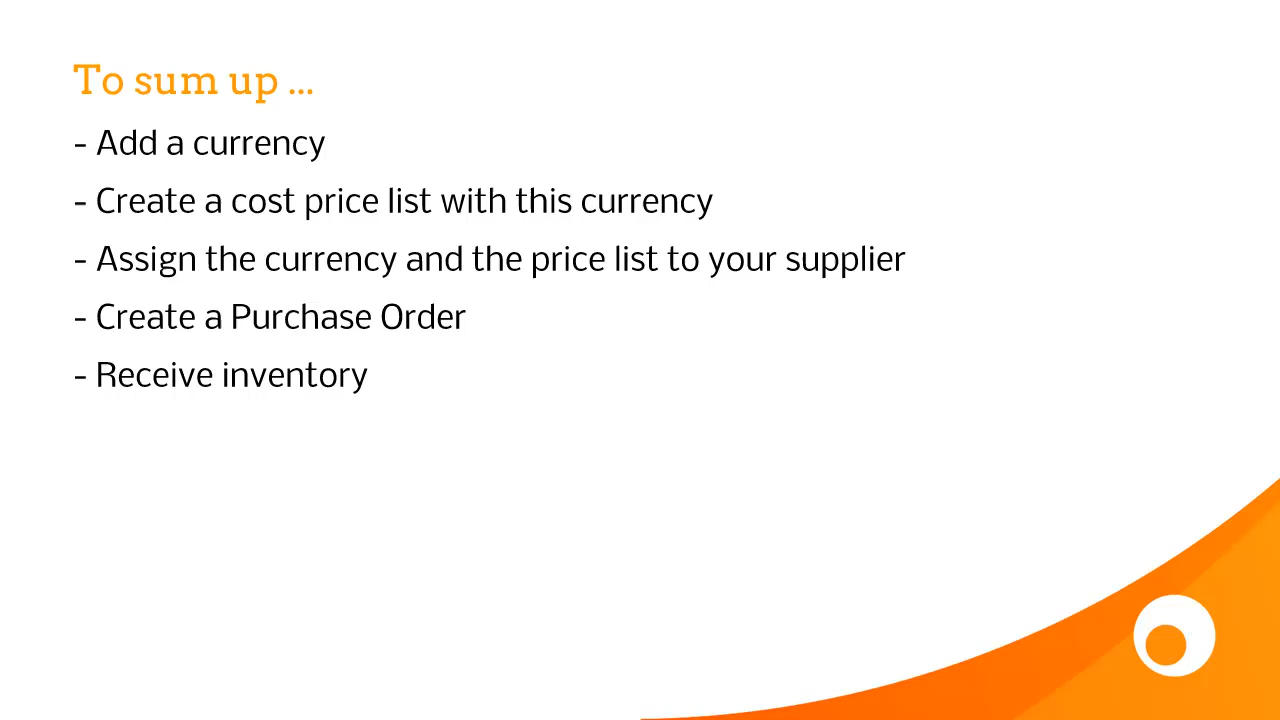 To sum up ...
- Add a currency
- Create a cost price list with this currency
- Assign the currency and the price list to your supplier
- Create a Purchase Order
- Receive inventory